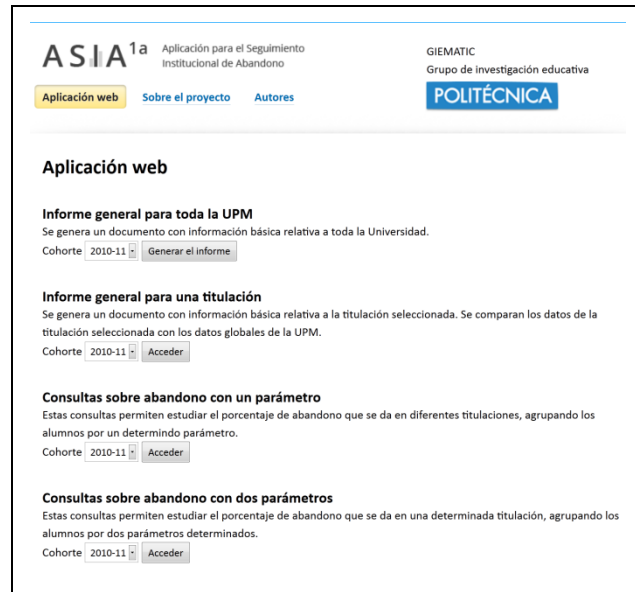 ASIA1a
Aplicación para el Seguimiento
Institucional de Abandono
GIEMATIC
Grupo de investigación educativa
POLITÉCNICA
Aplicación web Sobre el proyecto Autores
Aplicación web
Informe general para toda la UPM
Se genera un documento con información básica relativa a toda la Universidad.
Cohorte 2010-11 Generar el informe
Informe general para una titulación
Se genera un documento con información básica relativa a la titulación seleccionada. Se comparan los datos de la
titulación seleccionada con los datos globales de la UPM.
Cohorte 2010-11 Acceder
Consultas sobre abandono con un parámetro
Estas consultas permiten estudiar el porcentaje de abandono que se da en diferentes titulaciones, agrupando los
alumnos por un determindo parámetro.
Cohorte 2010-11 Acceder
Consultas sobre abandono con dos parámetros
Estas consultas permiten estudiar el porcentaje de abandono que se da en una determinada titulación, agrupando los
alumnos por dos parámetros determinados.
Cohorte 2010-11 Acceder